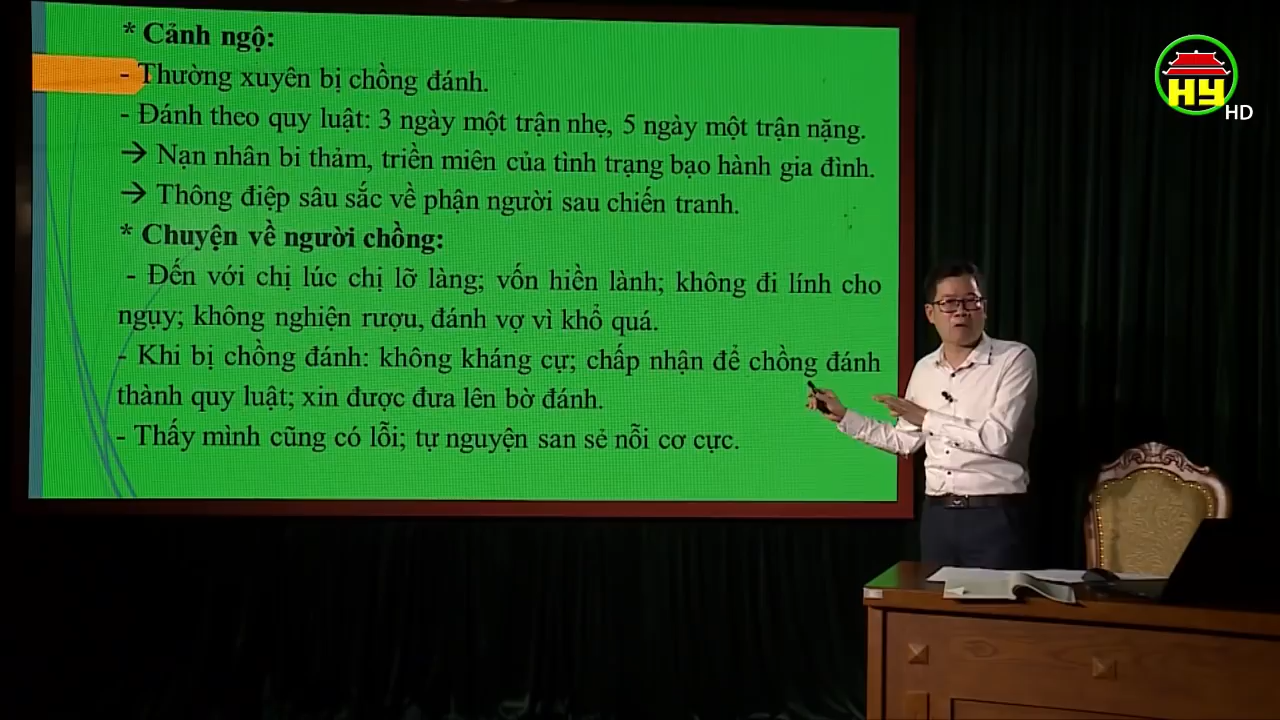 * Cảnh ngộ:
- Thường xuyên bị chồng đánh.
- Đánh theo quy luật: 3 ngày một trận nhẹ, 5 ngày một trận nặng.
→ Nạn nhân bi thảm, triền miên của tình trạng bạo hành gia đình.
→ Thông điệp sâu sắc về phận người sau chiến tranh.
* Chuyện về người chồng:
- Đến với chị lúc chị lỡ làng; vốn hiền lành; không đi lính cho
ngụy; không nghiện rượu, đánh vợ vì khổ quá.
- Khi bị chồng đánh: không kháng cự; chấp nhận để chồng đánh
thành quy luật; xin được đưa lên bờ đánh.
- Thấy mình cũng có lỗi; tự nguyện san sẻ nỗi cơ cực.
HY
HD